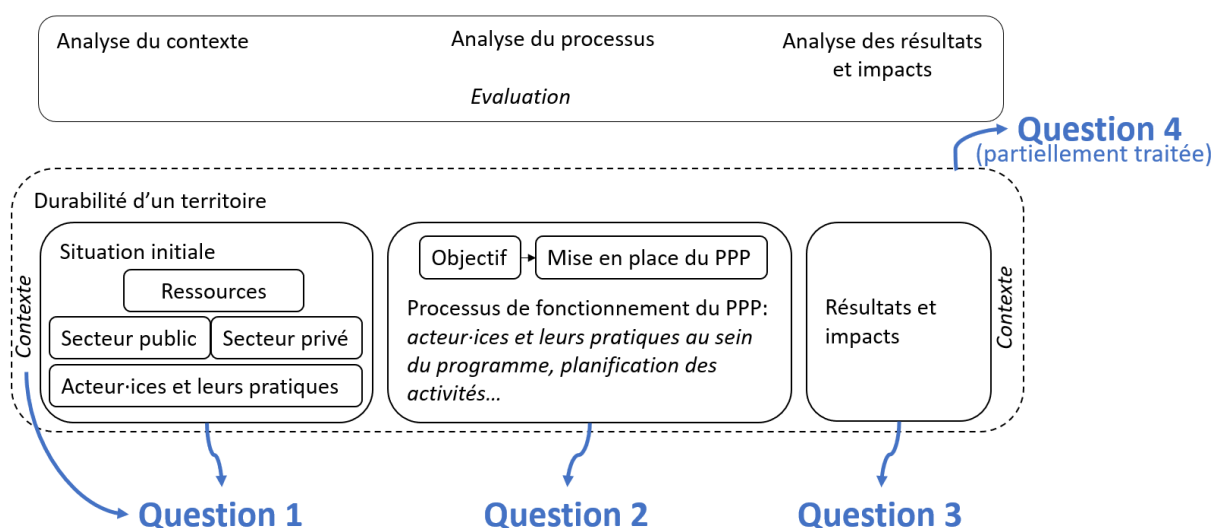 Analyse du contexte
Analyse du processus
Analyse des résultats
et impacts
Evaluation
Question 4
(partiellement traitée)
Durabilité d’un territoire
Contexte
Situation initiale
Ressources
Secteur public
Secteur privé
Acteur·ices et leurs pratiques
Objectif
Mise en place du PPP
Processus de fonctionnement du PPP:
acteur·ices et leurs pratiques au sein
du programme, planification des
activités...
Résultats et
impacts
Contexte
Question 1
Question 2
Question 3